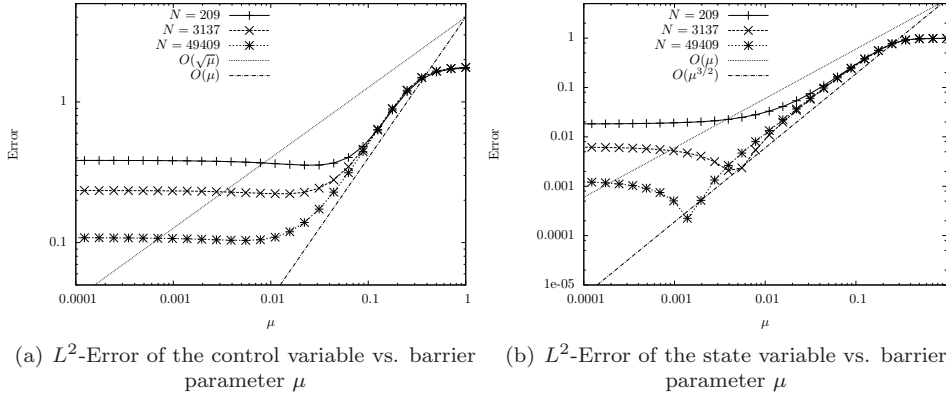 N = 209
N = 3137
N = 49409
O(√μ)
O(μ)
1
0.1
Error
0.0001 0.001 0.01 0.1 1
μ
(a) L²-Error of the control variable vs. barrier
parameter μ
N = 209
N = 3137
N = 49409
O(μ)
O(μ^{3/2})
1
0.1
0.01
0.001
0.0001
1e-05
Error
0.0001 0.001 0.01 0.1 1
μ
(b) L²-Error of the state variable vs. barrier
parameter μ